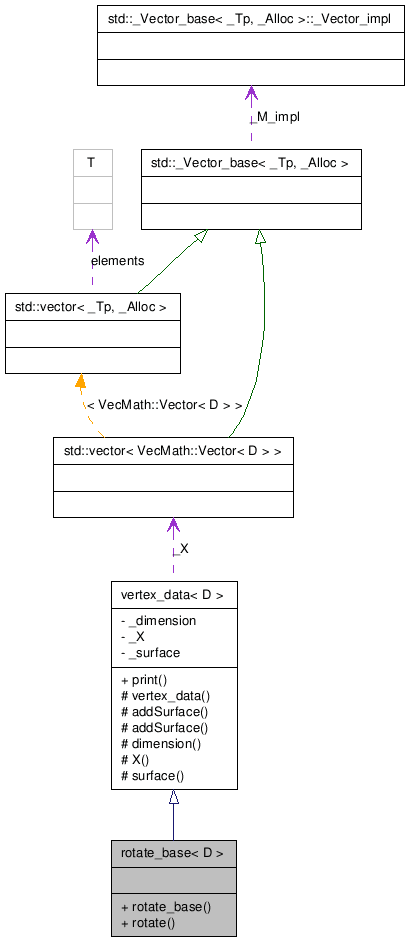 std::_Vector_base< _Tp, _Alloc >::_Vector_impl
_M_impl
T
std::_Vector_base< _Tp, _Alloc >
elements
std::vector< _Tp, _Alloc >
< VecMath::Vector< D > >
std::vector< VecMath::Vector< D > >
_X
vertex_data< D >
- _dimension
- _X
- _surface
+ print()
# vertex_data()
# addSurface()
# addSurface()
# dimension()
# X()
# surface()
rotate_base< D >
+ rotate_base()
+ rotate()